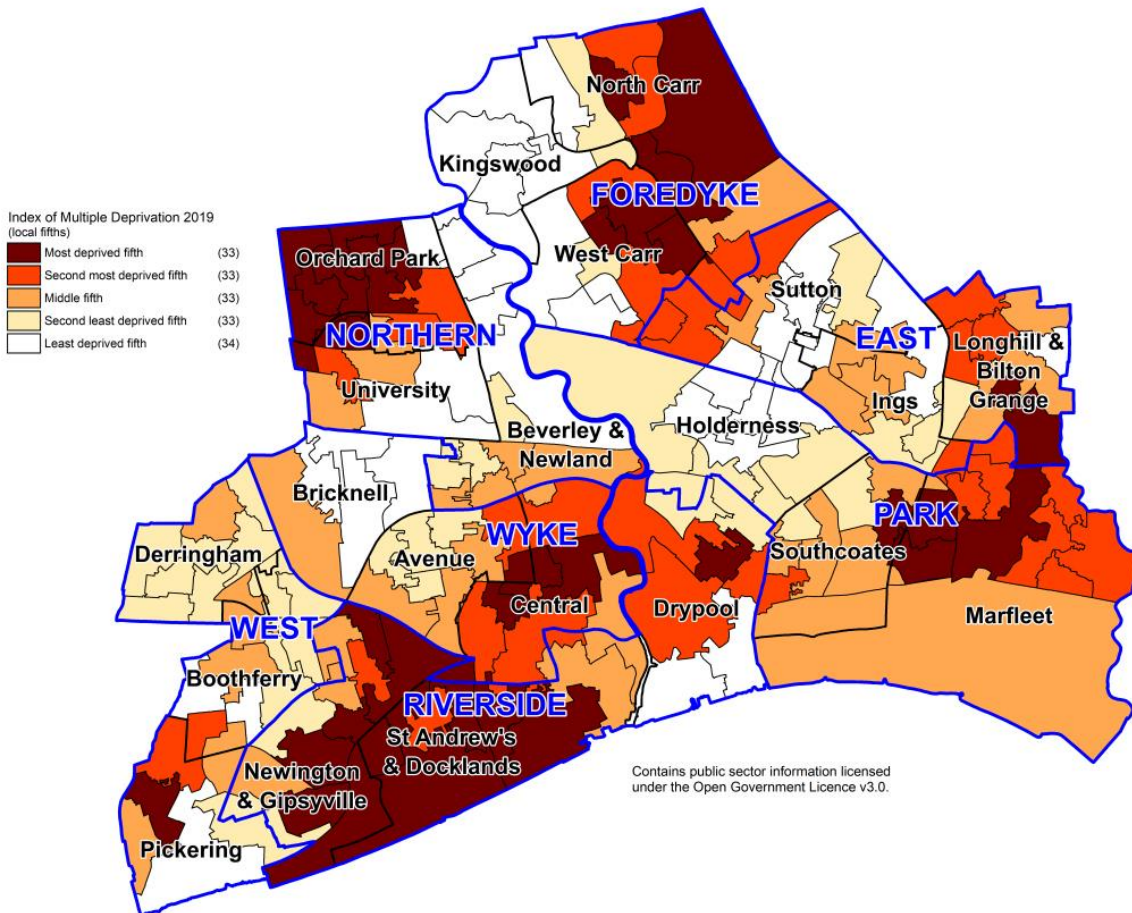 Index of Multiple Deprivation 2019
(local fifths)
Most deprived fifth (33)
Second most deprived fifth (33)
Middle fifth (33)
Second least deprived fifth (33)
Least deprived fifth (34)
North Carr
Kingswood
FOREDYKE
West Carr
Orchard Park
Sutton
NORTHERN
EAST
Longhill &
Bilton
Grange
University
Ings
Holderness
Beverley &
Newland
Bricknell
WYKE
PARK
Avenue
Southcoates
Derringham
Central
Drypool
Marfleet
WEST
Boothferry
RIVERSIDE
St Andrew's
& Docklands
Newington
& Gipsyville
Pickering
Contains public sector information licensed
under the Open Government Licence v3.0.